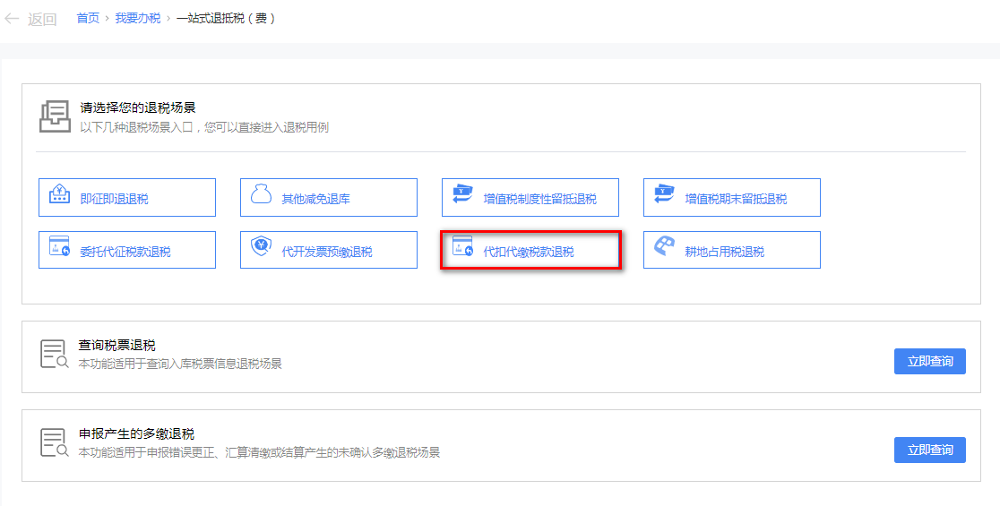 返回 首页 > 我要办税 > 一站式退抵税（费）
请选择您的退税场景
以下几种退税场景入口，您可以直接进入退税用例
即征即退退税 其他减免退库 增值税制度性留抵退税 增值税期末留抵退税
委托代征税款退税 代开发票预缴退税 代扣代缴税款退税 耕地占用税退税
查询税票退税
本功能适用于查询入库税票信息退税场景
立即查询
申报产生的多缴退税
本功能适用于申报错误更正、汇算清缴或结算产生的未确认多缴退税场景
立即查询